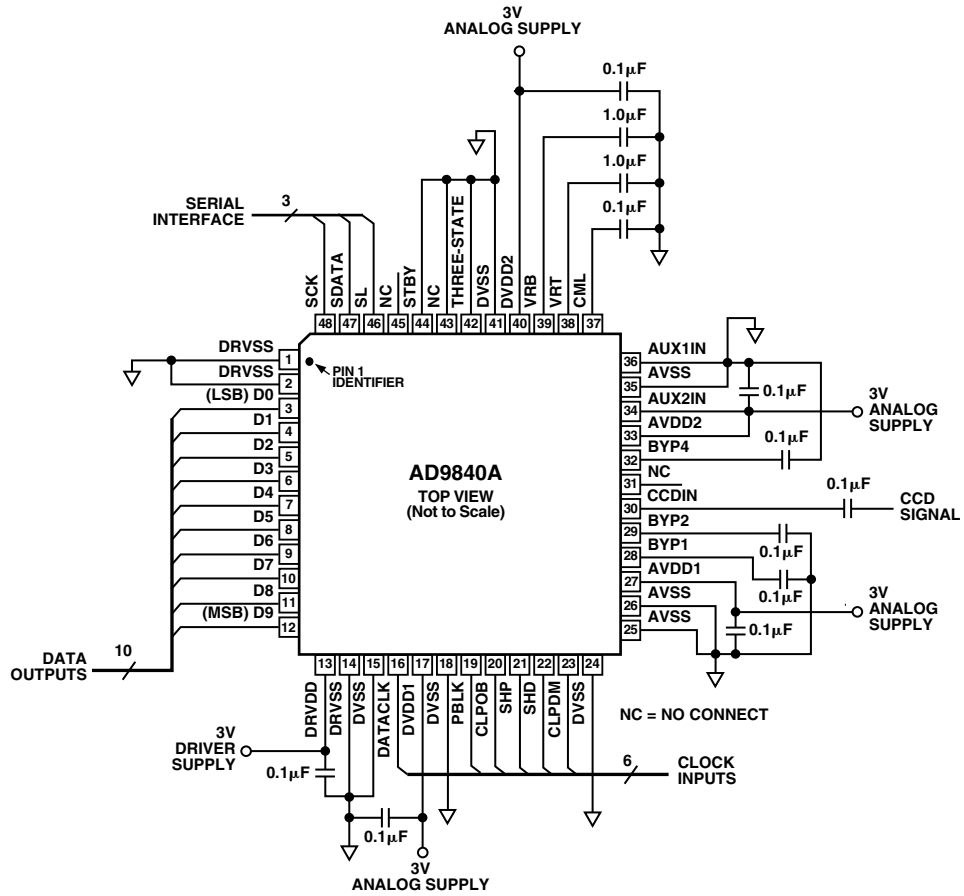 3V
ANALOG SUPPLY
0.1µF
1.0µF
1.0µF
0.1µF
SERIAL
INTERFACE
3
SCK
SDATA
SL
NC
STBY
NC
THREE-STATE
DVSS
DVDD2
VRB
VRT
CML
48
47
46
45
44
43
42
41
40
39
38
37
DRVSS
1
DRVSS
2
(LSB) D0
3
D1
4
D2
5
D3
6
D4
7
D5
8
D6
9
D7
10
D8
11
(MSB) D9
12
PIN 1
IDENTIFIER
AD9840A
TOP VIEW
(Not to Scale)
36
AUX1IN
35
AVSS
34
AUX2IN
33
AVDD2
32
BYP4
31
NC
30
CCDIN
29
BYP2
28
BYP1
27
AVDD1
26
AVSS
25
AVSS
0.1µF
3V
ANALOG
SUPPLY
0.1µF
0.1µF
CCD
SIGNAL
0.1µF
0.1µF
3V
ANALOG
SUPPLY
0.1µF
DATA
OUTPUTS
10
13
14
15
16
17
18
19
20
21
22
23
24
DRVDD
DRVSS
DVSS
DATACLK
DVDD1
DVSS
PBLK
CLPOB
SHP
SHD
CLPDM
DVSS
NC = NO CONNECT
3V
DRIVER
SUPPLY
0.1µF
6
CLOCK
INPUTS
0.1µF
3V
ANALOG SUPPLY